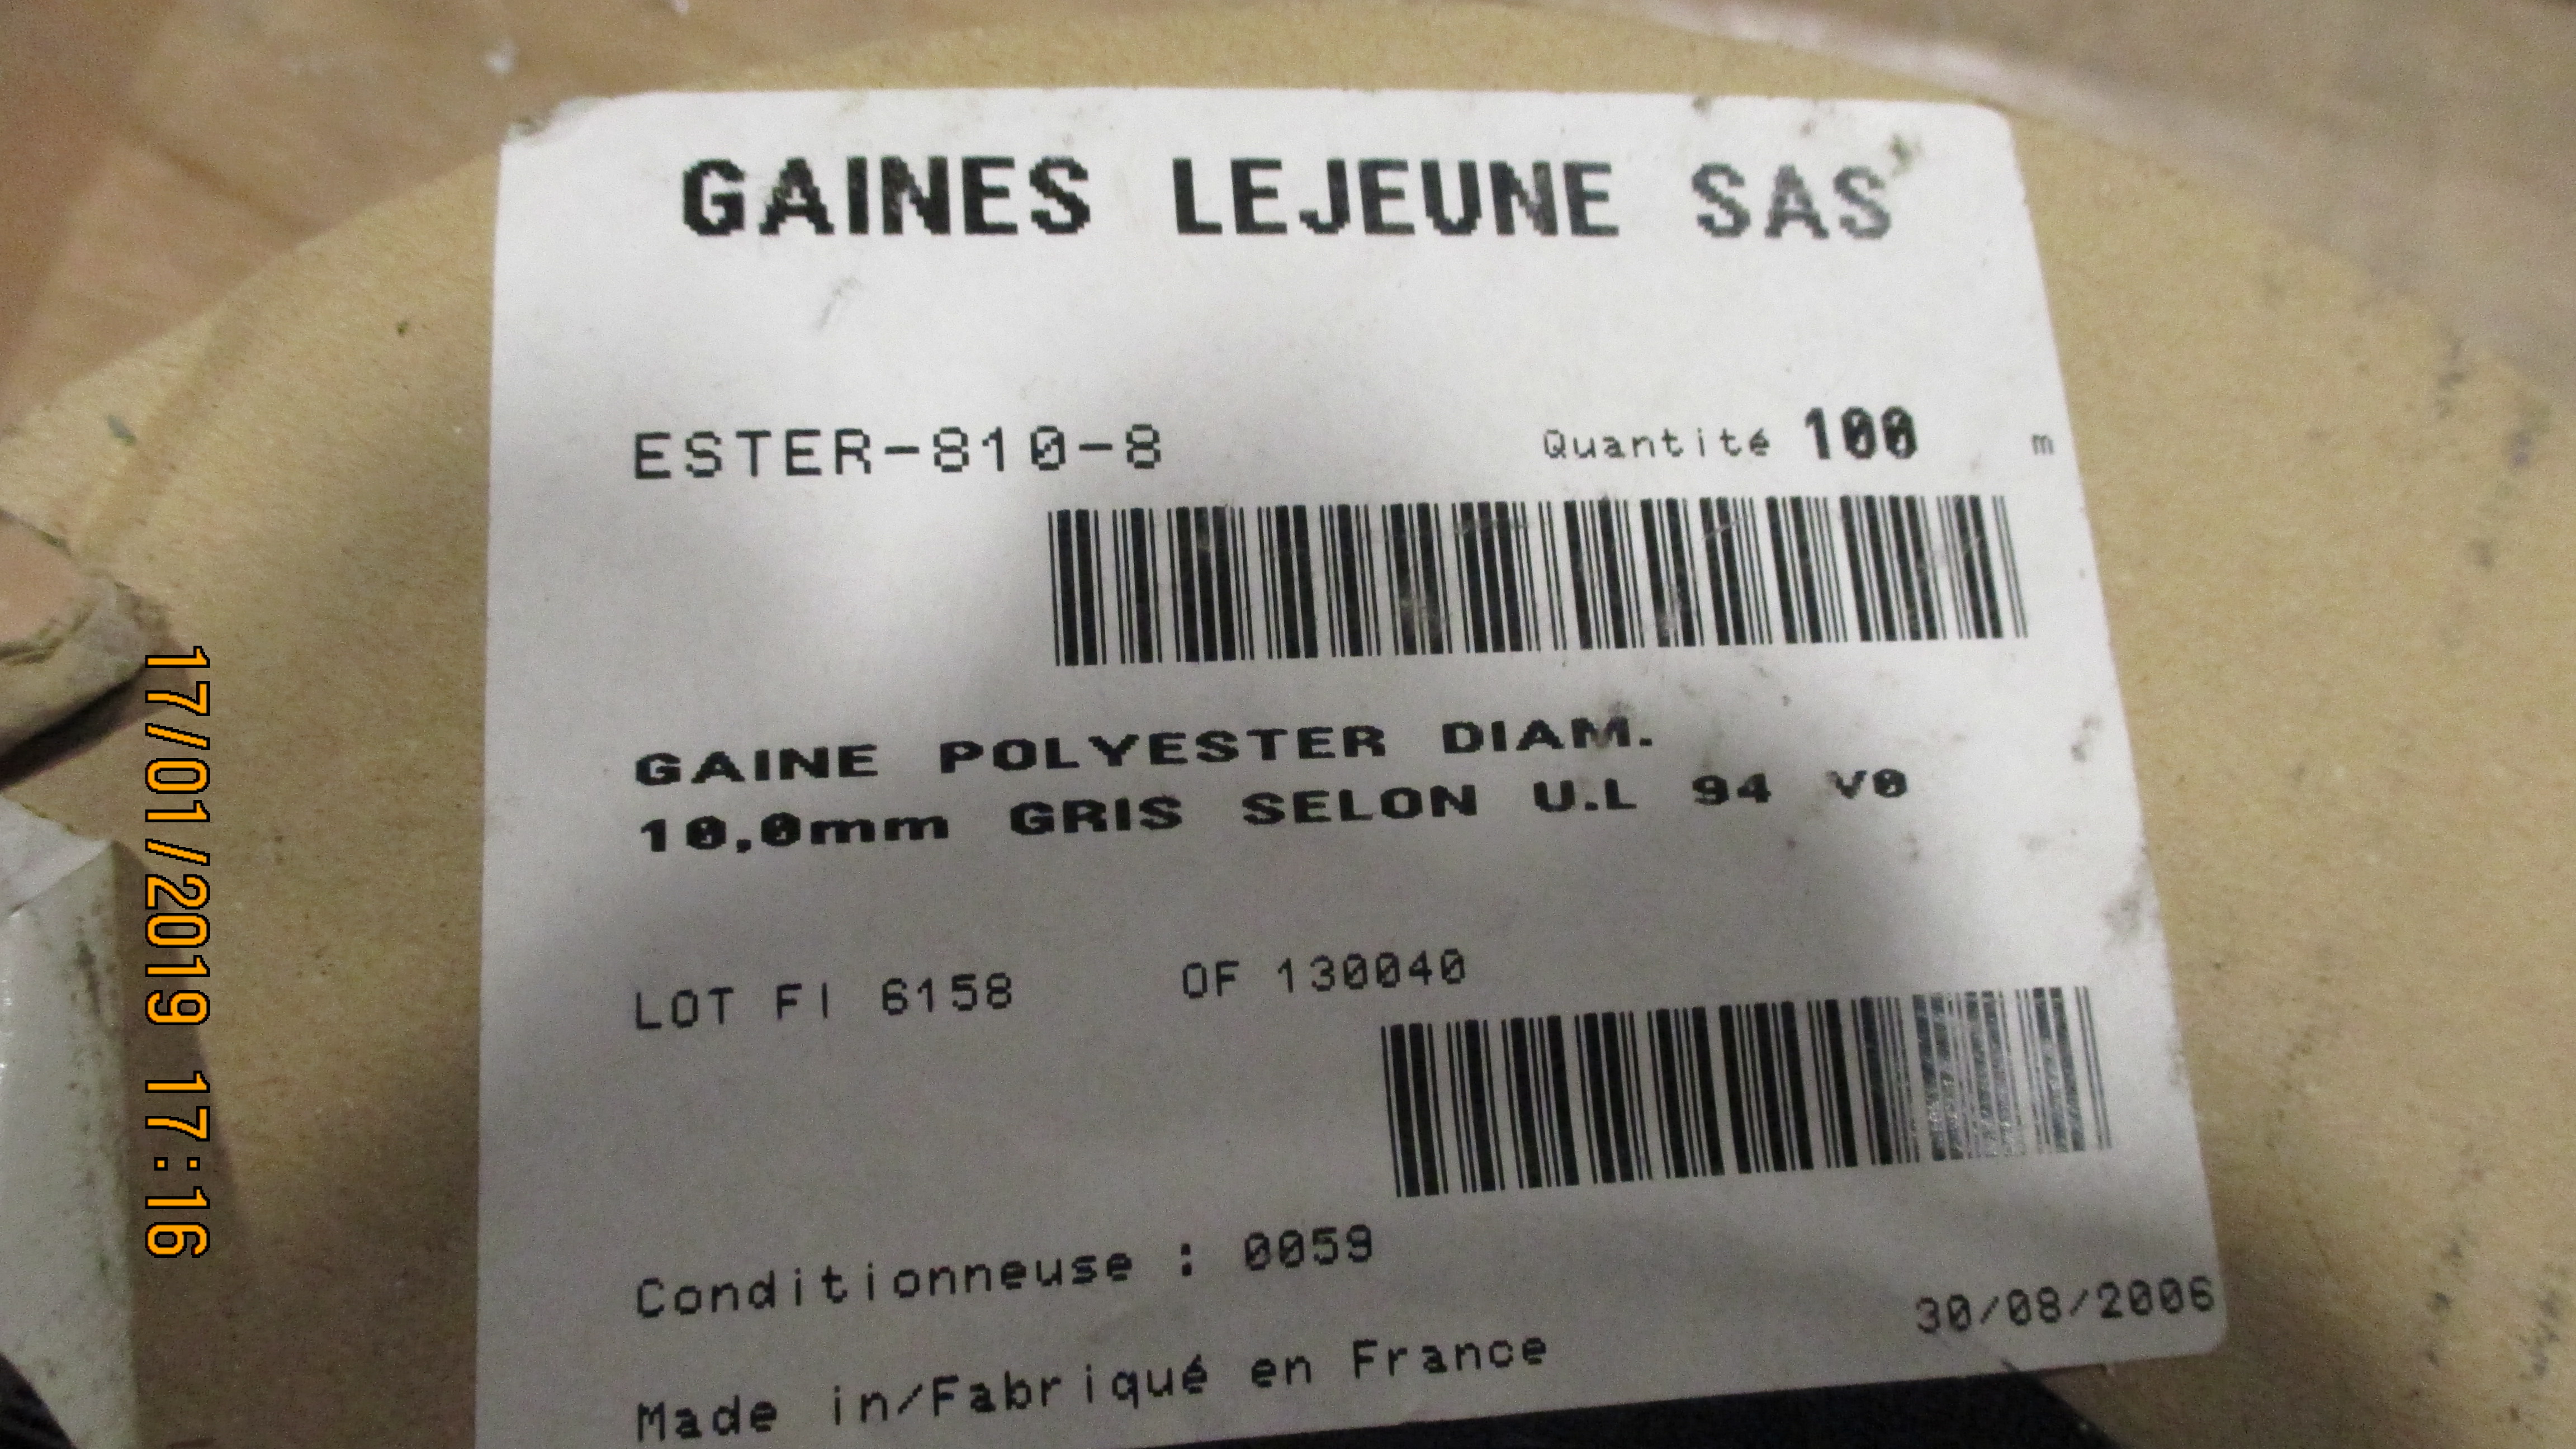 GAINES LEJEUNE SAS
ESTER-810-8 Quantité 100 m
GAINE POLYESTER DIAM.
10,0mm GRIS SELON U.L 94 V0
LOT FI 6158 OF 130040
Conditionneuse : 0059
30/08/2006
Made in/Fabriqué en France
17/01/2019 17:16